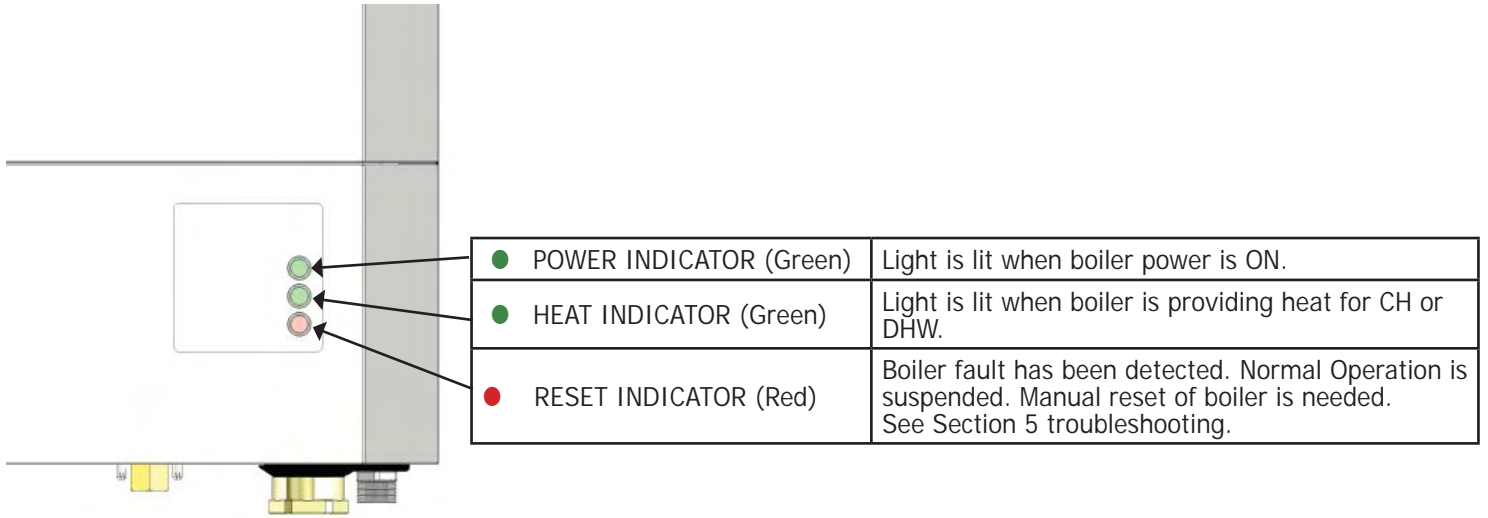 POWER INDICATOR (Green)
Light is lit when boiler power is ON.
HEAT INDICATOR (Green)
Light is lit when boiler is providing heat for CH or
DHW.
RESET INDICATOR (Red)
Boiler fault has been detected. Normal Operation is
suspended. Manual reset of boiler is needed.
See Section 5 troubleshooting.